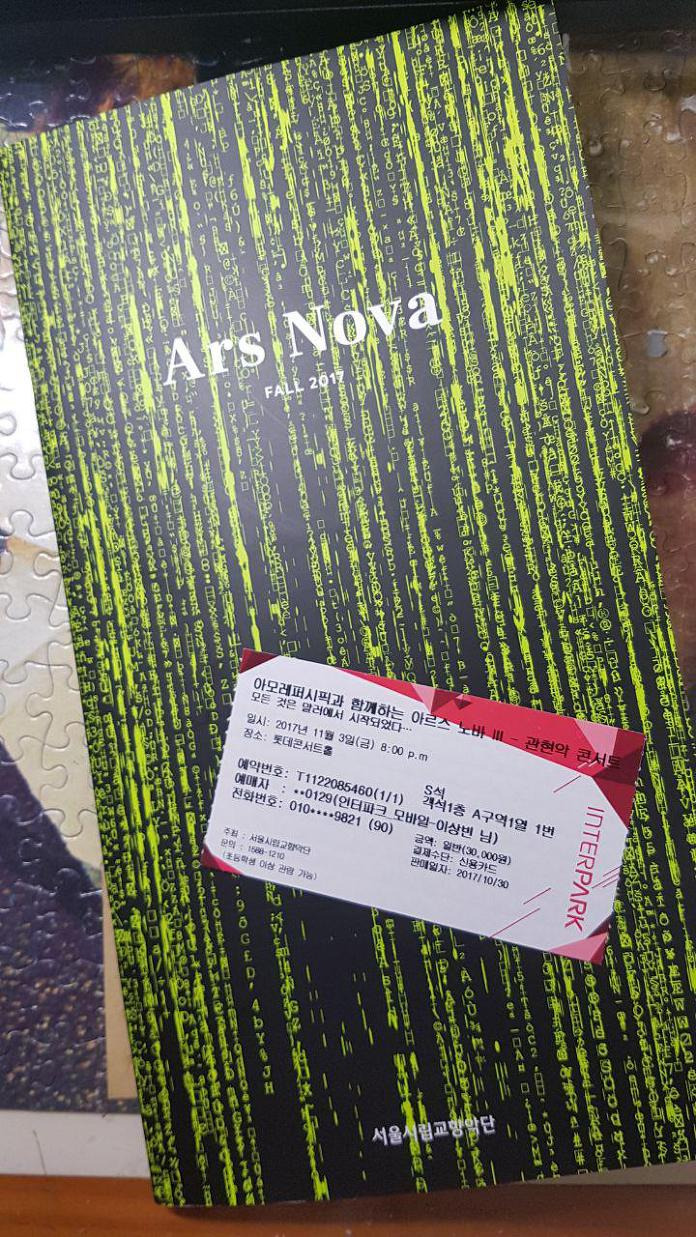 Ars Nova
FALL 2017
아모레퍼시픽과 함께하는 아르스 노바 III - 관현악 콘서트
모든 것은 말러에서 시작되었다...
일시: 2017년 11월 3일(금) 8:00 p.m
장소: 롯데콘서트홀
예약번호: T1122085460(1/1)
예매자 : **0129(인터파크 모바일-이상빈 님)
전화번호: 010****9821 (90)
S석
객석1층 A구역1열 1번
금액: 일반(30,000원)
결제수단: 신용카드
판매일자: 2017/10/30
주최 : 서울시립교향악단
문의 : 1588-1210
(초등학생 이상 관람 가능)
INTERPARK
서울시립교향악단